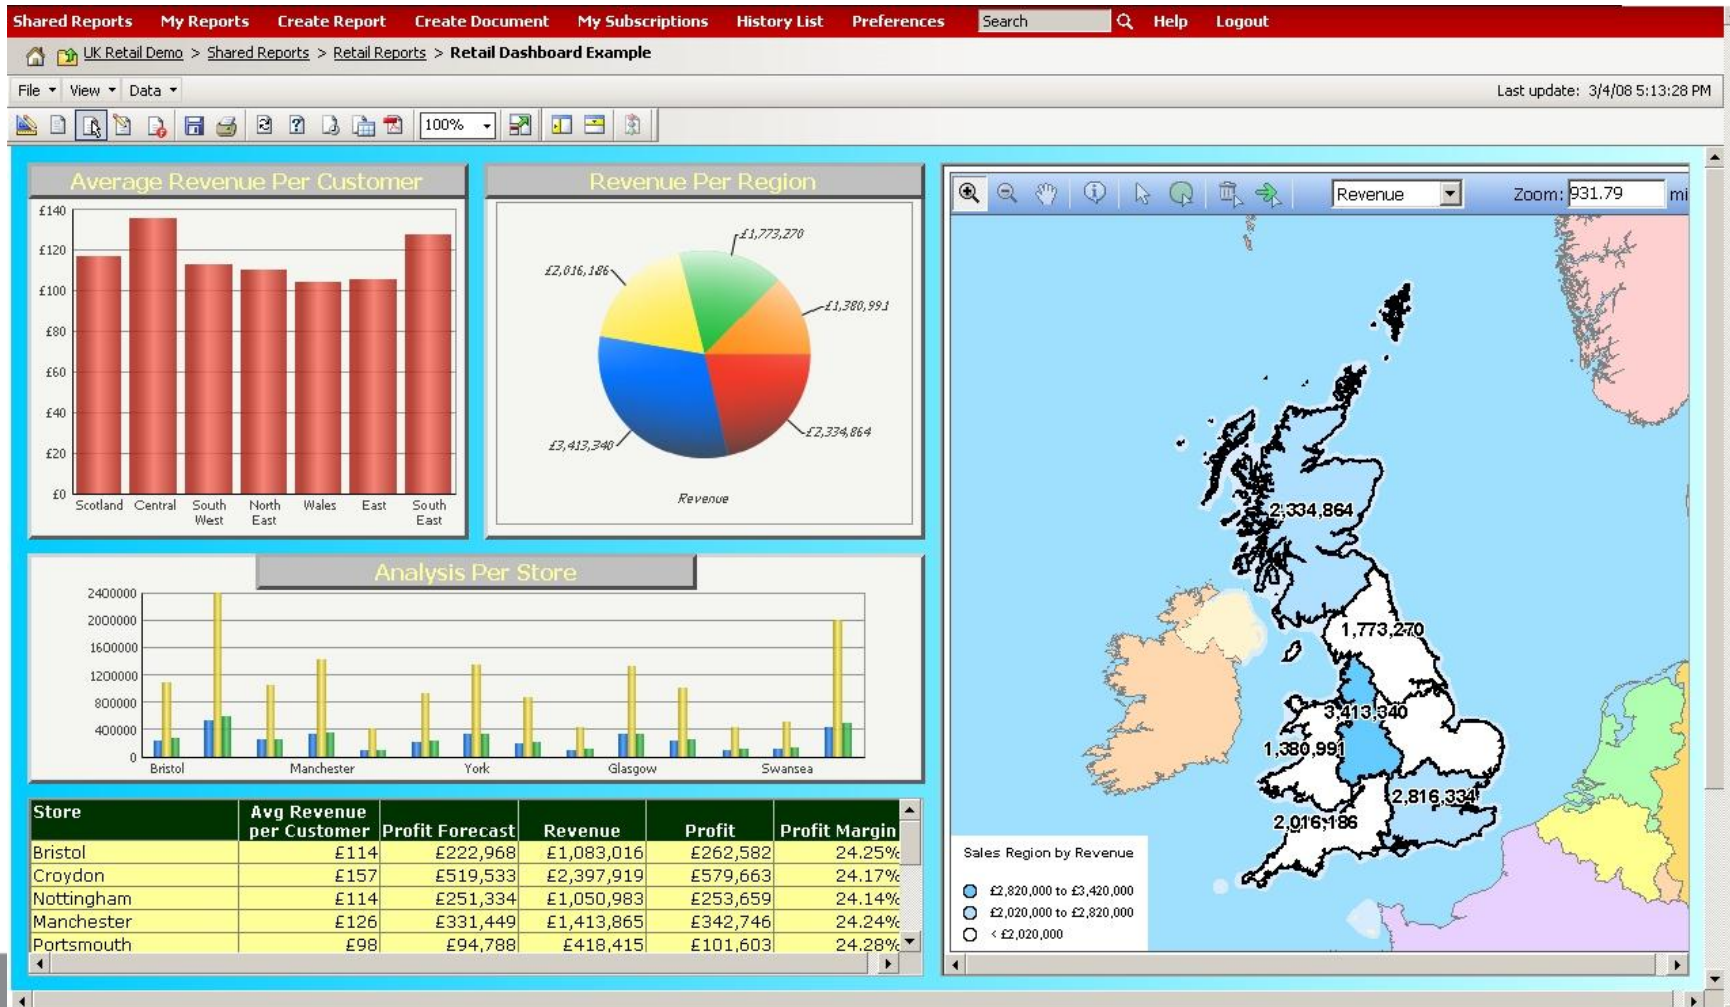 Shared Reports My Reports Create Report Create Document My Subscriptions History List Preferences Search Help Logout
UK Retail Demo > Shared Reports > Retail Reports > Retail Dashboard Example
File View Data Last update: 3/4/08 5:13:28 PM
100%
Average Revenue Per Customer
£140
£120
£100
£80
£60
£40
£20
£0
Scotland Central South West North East Wales East South East
Revenue Per Region
£1,773,270
£2,016,186
£1,380,991
£3,413,340
£2,334,864
Revenue
Analysis Per Store
2400000
2000000
1600000
1200000
800000
400000
0
Bristol Manchester York Glasgow Swansea
Store Avg Revenue per Customer Profit Forecast Revenue Profit Profit Margin
Bristol £114 £222,968 £1,083,016 £262,582 24.25%
Croydon £157 £519,533 £2,397,919 £579,663 24.17%
Nottingham £114 £251,334 £1,050,983 £253,659 24.14%
Manchester £126 £331,449 £1,413,865 £342,746 24.24%
Portsmouth £98 £94,788 £418,415 £101,603 24.28%
Revenue Zoom: 931.79 mi
2,334,864
1,773,270
3,413,340
1,380,991
2,816,334
2,016,186
Sales Region by Revenue
£2,820,000 to £3,420,000
£2,020,000 to £2,820,000
< £2,020,000